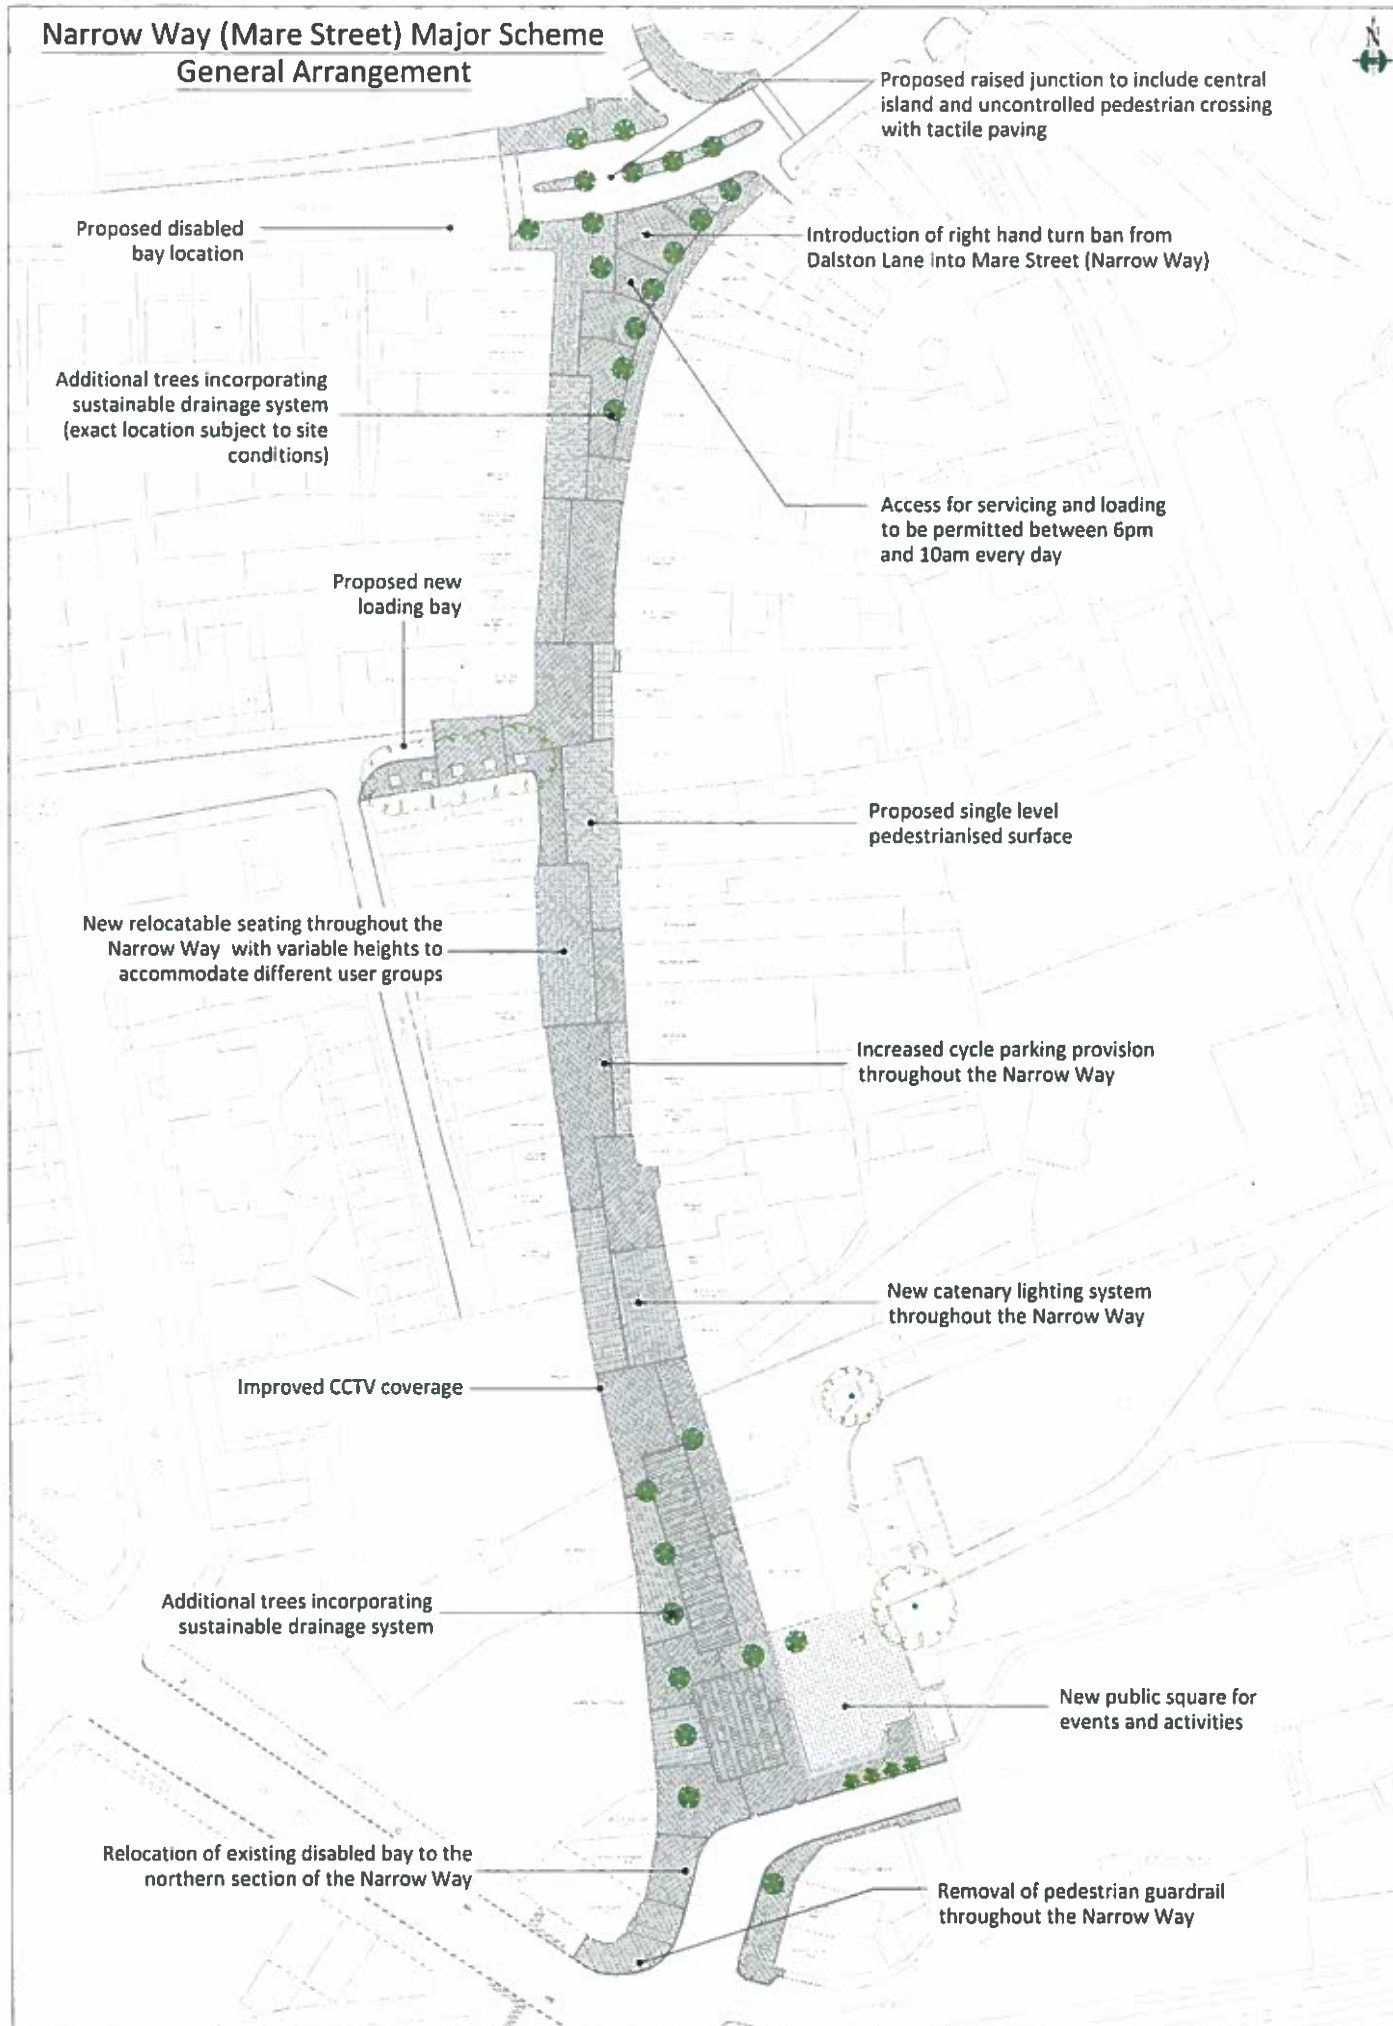 Narrow Way (Mare Street) Major Scheme
General Arrangement
N
Proposed raised junction to include central
island and uncontrolled pedestrian crossing
with tactile paving
Proposed disabled
bay location
Introduction of right hand turn ban from
Dalston Lane into Mare Street (Narrow Way)
Additional trees incorporating
sustainable drainage system
(exact location subject to site
conditions)
Access for servicing and loading
to be permitted between 6pm
and 10am every day
Proposed new
loading bay
Proposed single level
pedestrianised surface
New relocatable seating throughout the
Narrow Way with variable heights to
accommodate different user groups
Increased cycle parking provision
throughout the Narrow Way
New catenary lighting system
throughout the Narrow Way
Improved CCTV coverage
Additional trees incorporating
sustainable drainage system
New public square for
events and activities
Relocation of existing disabled bay to the
northern section of the Narrow Way
Removal of pedestrian guardrail
throughout the Narrow Way